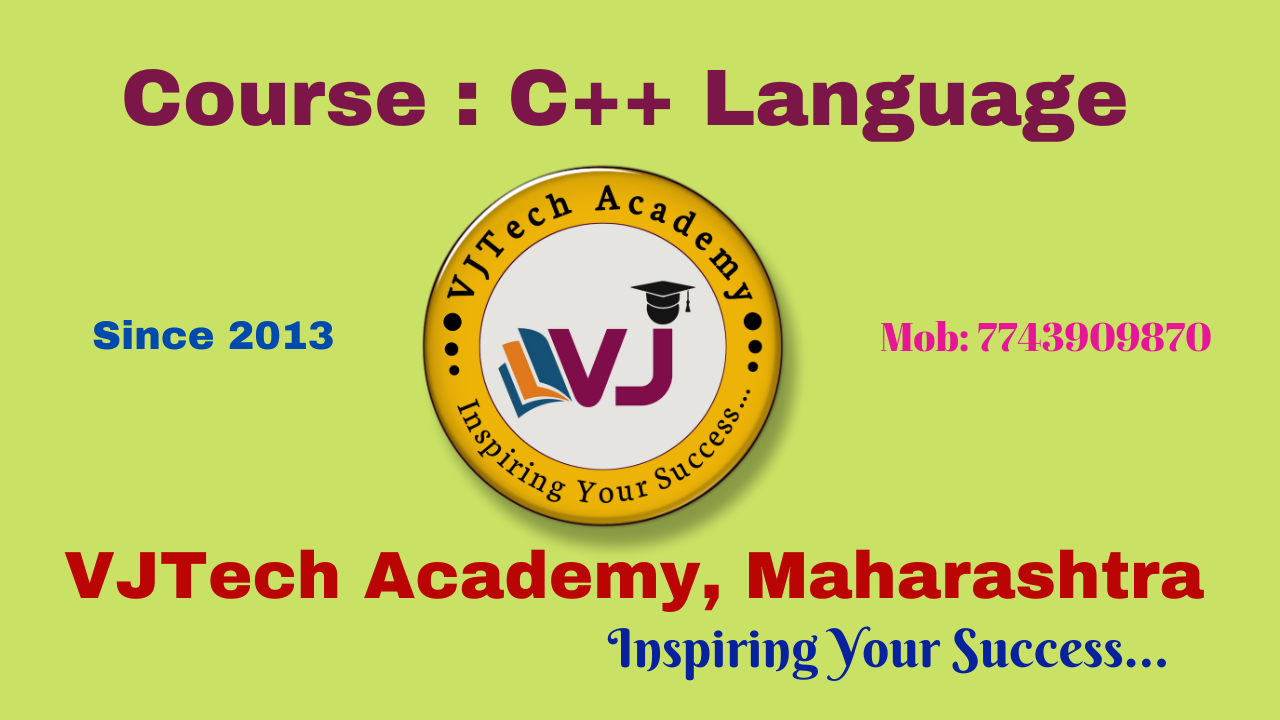 Course : C++ Language
VJTech Academy
Since 2013
VJ
Mob: 7743909870
Inspiring Your Success...
VJTech Academy, Maharashtra
Inspiring Your Success...